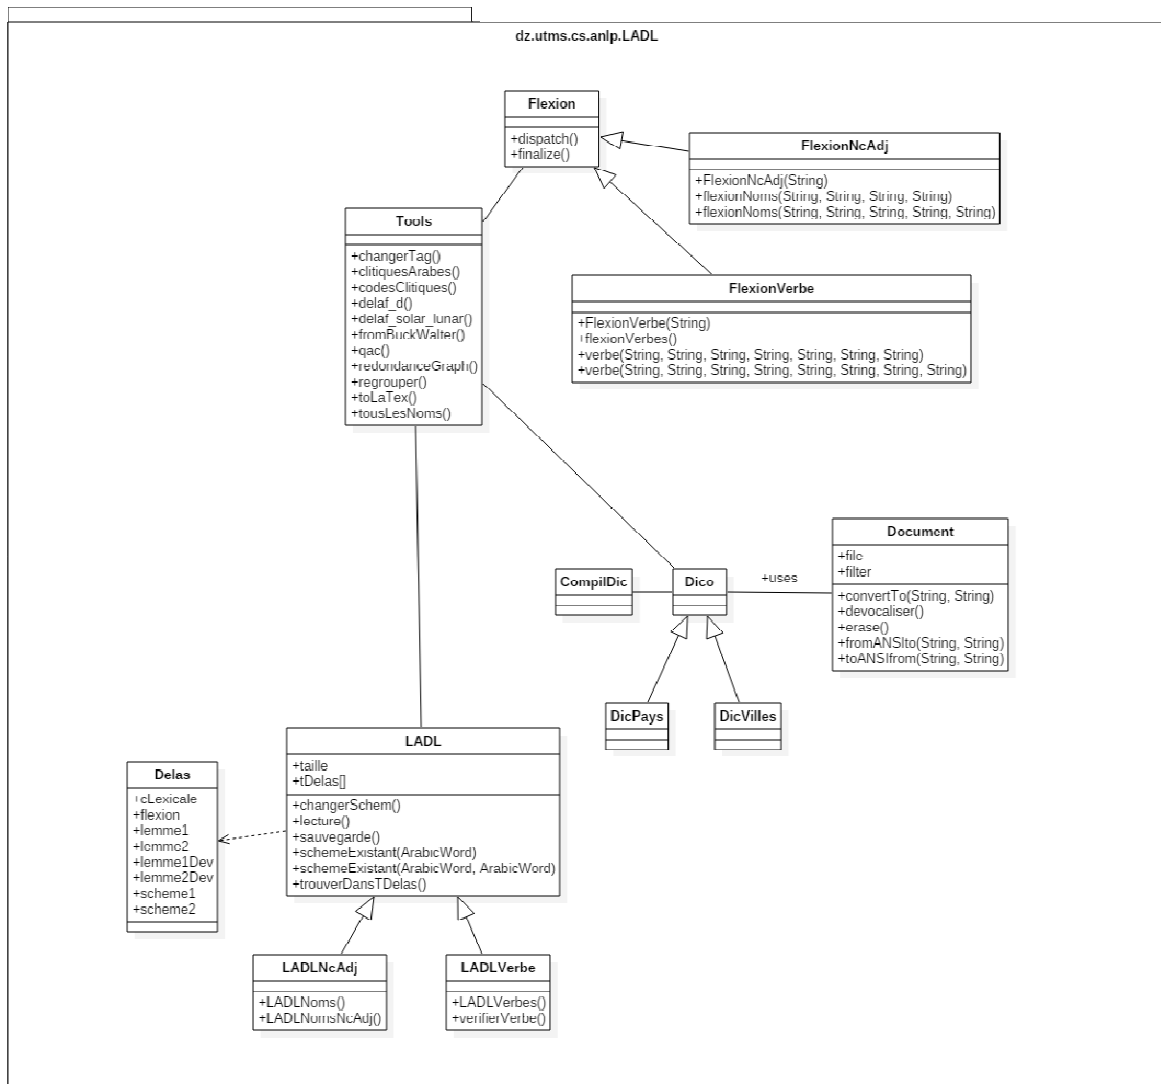 dz.utms.cs.anlp.LADL
Flexion
+dispatch()
+finalize()
FlexionNcAdj
+FlexionNcAdj(String)
+flexionNoms(String, String, String, String)
+flexionNoms(String, String, String, String, String)
Tools
+changerTag()
+clitiquesArabes()
+codesClitiques()
+delaf_d()
+delaf_solar_lunar()
+fromBuckWalter()
+qac()
+redondanceGraph()
+regrouper()
+toLaTex()
+tousLesNoms()
FlexionVerbe
+FlexionVerbe(String)
+flexionVerbes()
+verbe(String, String, String, String, String, String, String)
+verbe(String, String, String, String, String, String, String, String)
Document
+file
+filter
+convertTo(String, String)
+devocaliser()
+erase()
+fromANSIto(String, String)
+toANSIfrom(String, String)
CompilDic
Dico
+uses
DicPays
DicVilles
LADL
+taille
+tDelas[]
+changerSchem()
+lecture()
+sauvegarde()
+schemeExistant(ArabicWord)
+schemeExistant(ArabicWord, ArabicWord)
+trouverDansTDelas()
Delas
+cLexicale
+flexion
+lemme1
+lemme2
+lemme1Dev
+lemme2Dev
+scheme1
+scheme2
LADLNcAdj
+LADLNoms()
+LADLNomsNcAdj()
LADLVerbe
+LADLVerbes()
+verifierVerbe()